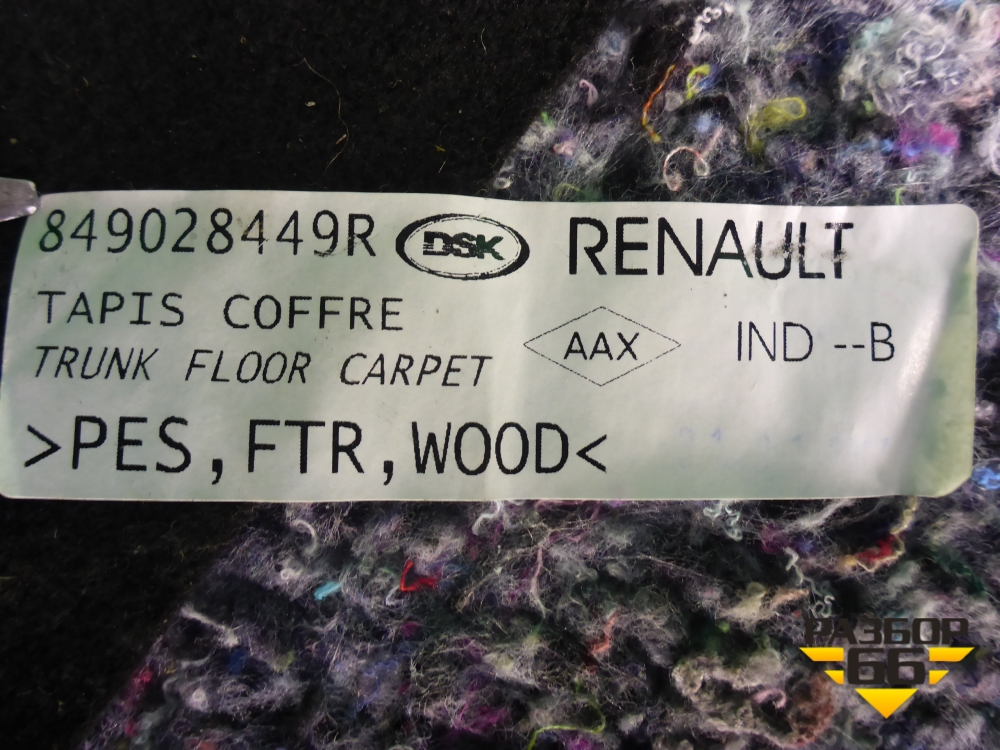 849028449R DSK RENAULT
TAPIS COFFRE
TRUNK FLOOR CARPET
AAX IND --B
>PES,FTR,WOOD<
РАЗБОР
66